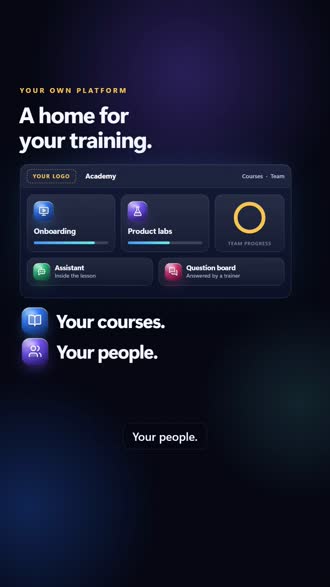 YOUR OWN PLATFORM
A home for
your training.
YOUR LOGO
Academy
Courses · Team
Onboarding
Product labs
TEAM PROGRESS
Assistant
Inside the lesson
Question board
Answered by a trainer
Your courses.
Your people.
Your people.